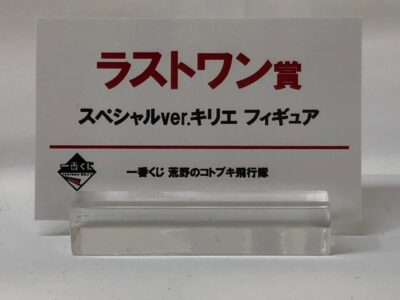 ラストワン賞
スペシャルver.キリエ フィギュア
一番くじ
一番くじ 荒野のコトブキ飛行隊